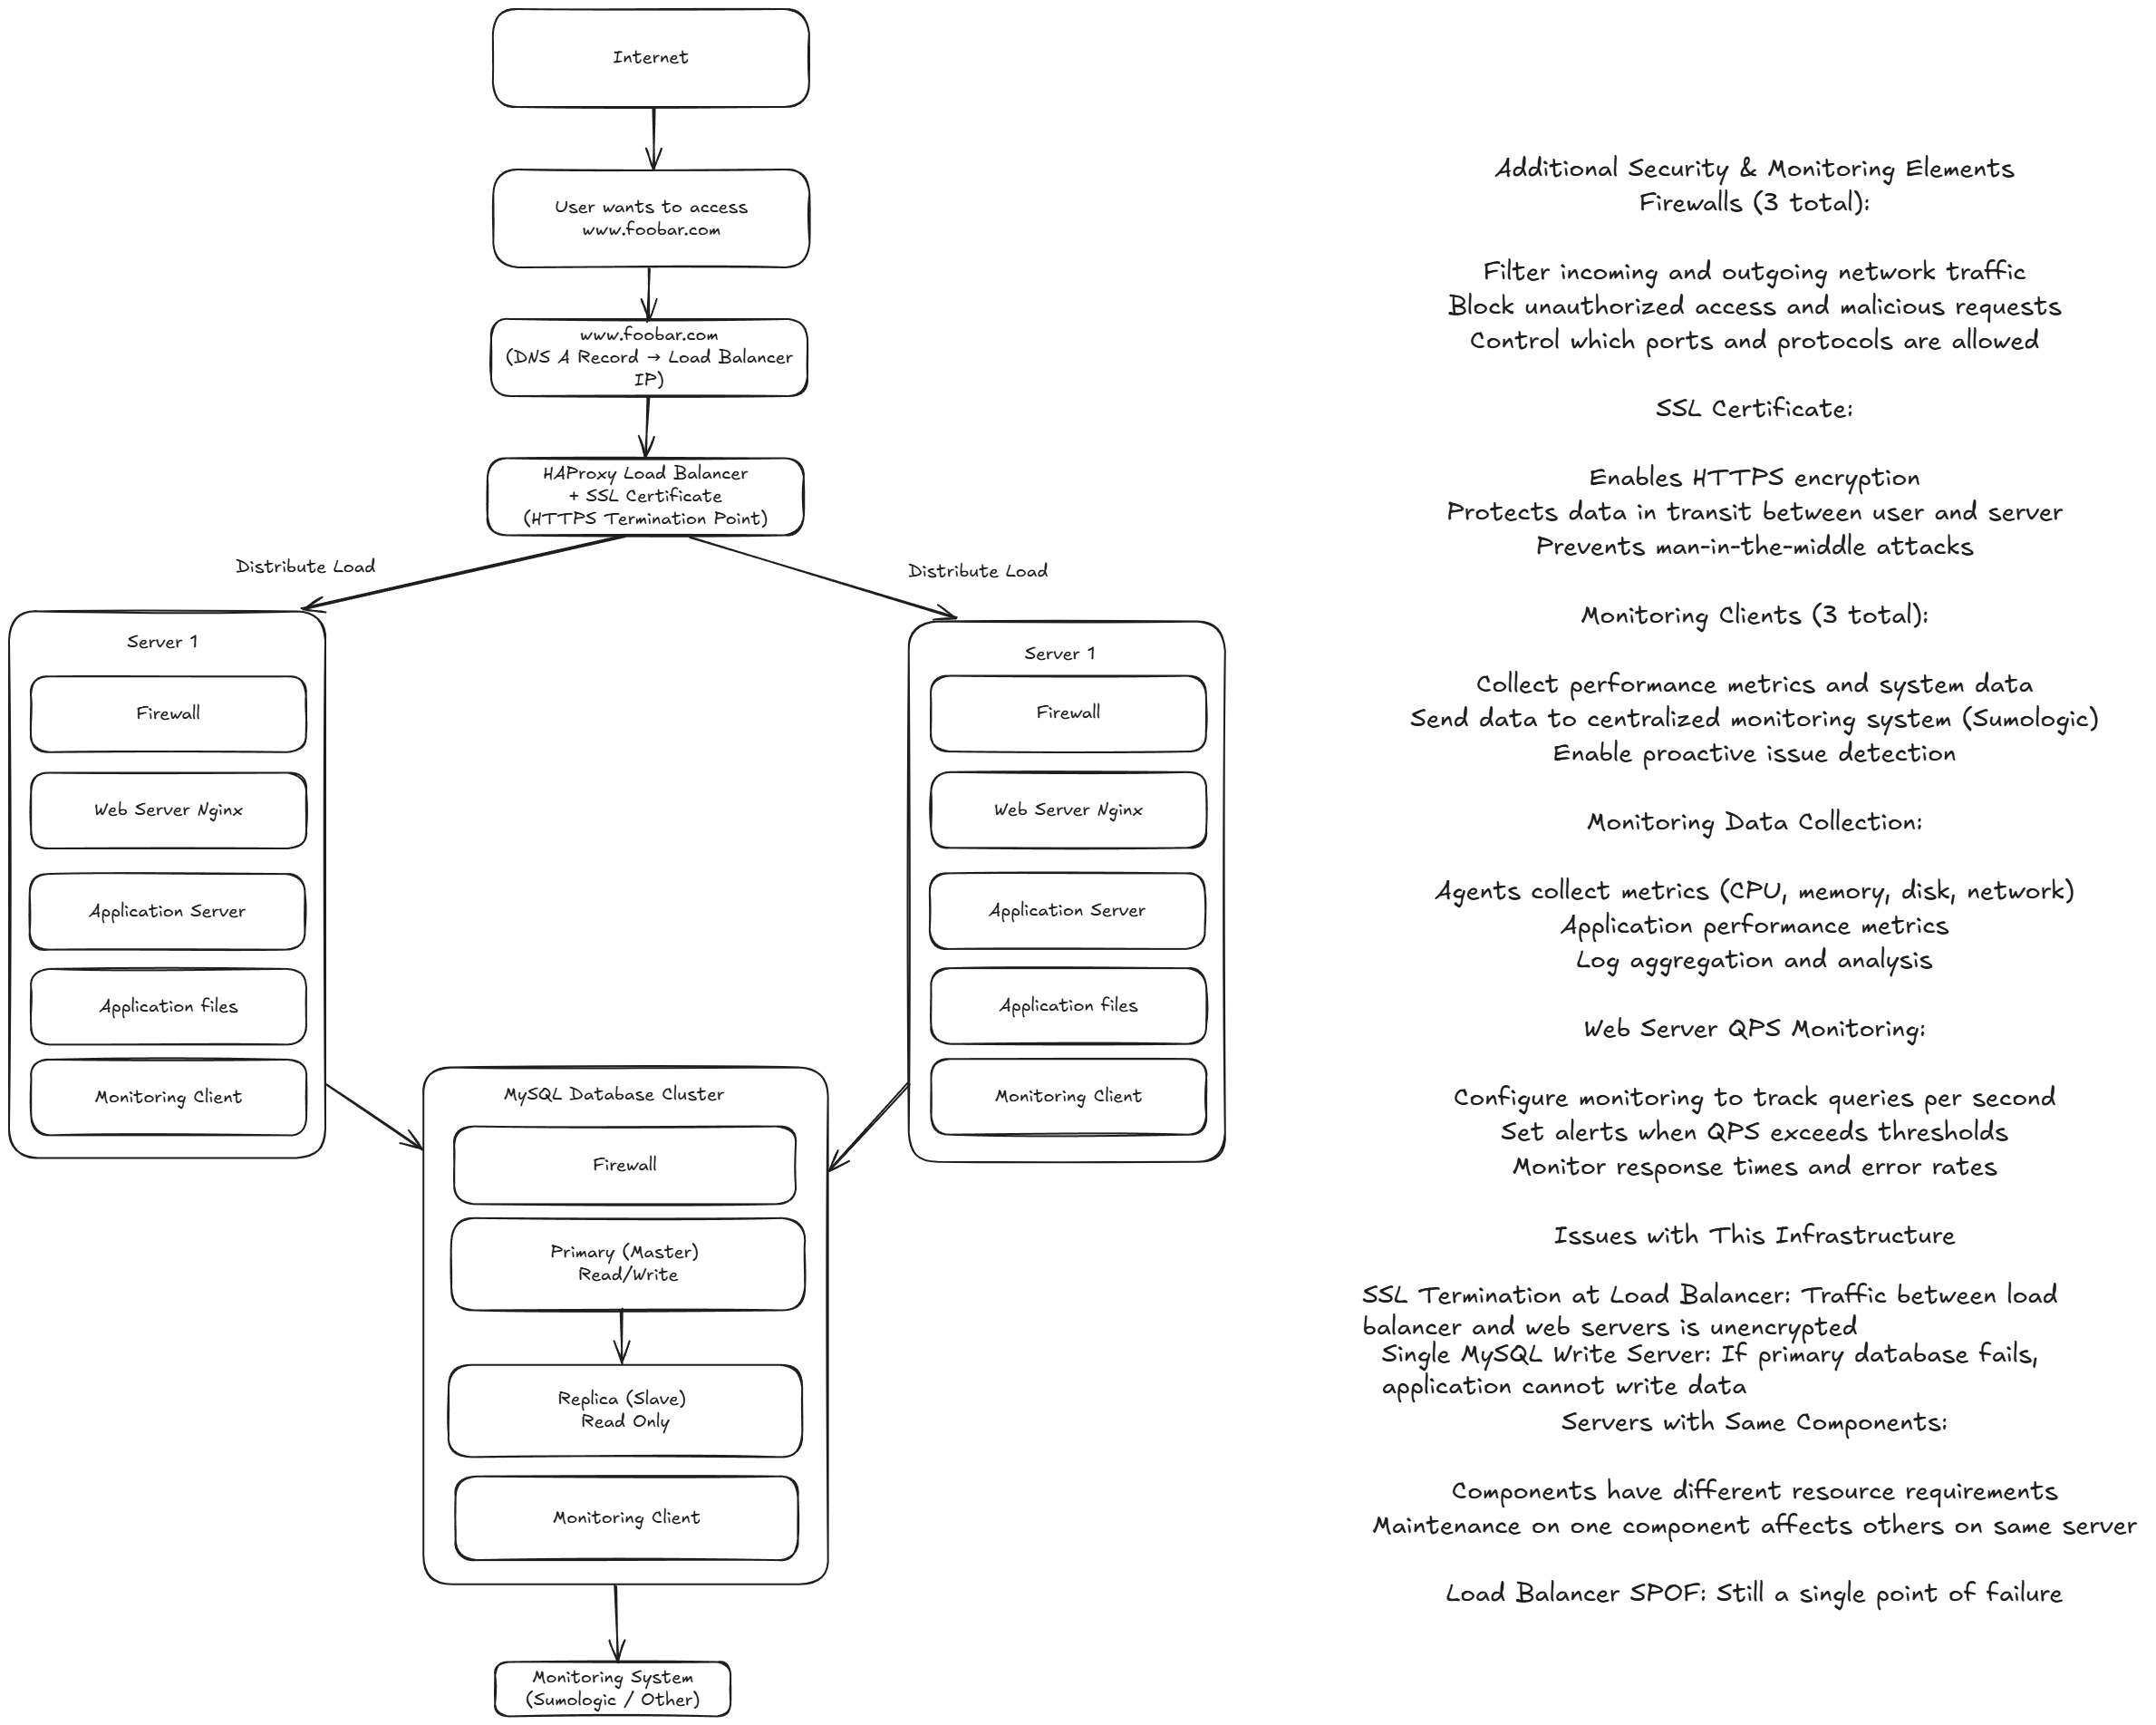 Internet
User wants to access
www.foobar.com
www.foobar.com
(DNS A Record → Load Balancer
IP)
HAProxy Load Balancer
+ SSL Certificate
(HTTPS Termination Point)
Distribute Load
Distribute Load
Server 1
Firewall
Web Server Nginx
Application Server
Application files
Monitoring Client
Server 1
Firewall
Web Server Nginx
Application Server
Application files
Monitoring Client
MySQL Database Cluster
Firewall
Primary (Master)
Read/Write
Replica (Slave)
Read Only
Monitoring Client
Monitoring System
(Sumologic / Other)
Additional Security & Monitoring Elements
Firewalls (3 total):
Filter incoming and outgoing network traffic
Block unauthorized access and malicious requests
Control which ports and protocols are allowed
SSL Certificate:
Enables HTTPS encryption
Protects data in transit between user and server
Prevents man-in-the-middle attacks
Monitoring Clients (3 total):
Collect performance metrics and system data
Send data to centralized monitoring system (Sumologic)
Enable proactive issue detection
Monitoring Data Collection:
Agents collect metrics (CPU, memory, disk, network)
Application performance metrics
Log aggregation and analysis
Web Server QPS Monitoring:
Configure monitoring to track queries per second
Set alerts when QPS exceeds thresholds
Monitor response times and error rates
Issues with This Infrastructure
SSL Termination at Load Balancer: Traffic between load
balancer and web servers is unencrypted
Single MySQL Write Server: If primary database fails,
application cannot write data
Servers with Same Components:
Components have different resource requirements
Maintenance on one component affects others on same server
Load Balancer SPOF: Still a single point of failure